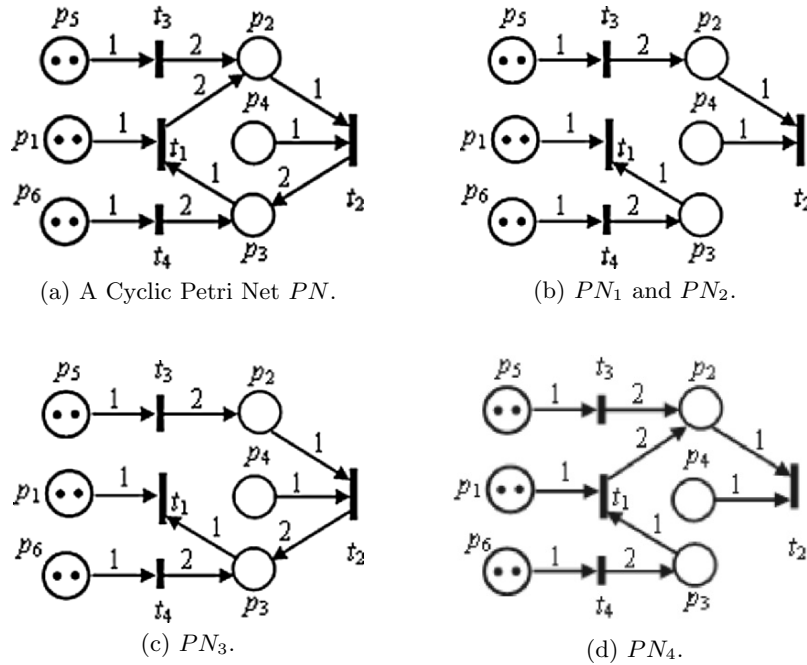 p5 1 t3 2 p2
2 1
p4
p1 1 t1 1
1 2
p6 1 2 t2
t4 p3
(a) A Cyclic Petri Net PN.
p5 1 t3 2 p2
1
p4
p1 1 t1 1
1
p6 1 2 t2
t4 p3
(b) PN1 and PN2.
p5 1 t3 2 p2
1
p4
p1 1 t1 1
1 2
p6 1 2 t2
t4 p3
(c) PN3.
p5 1 t3 2 p2
2 1
p4
p1 1 t1 1
1
p6 1 2 t2
t4 p3
(d) PN4.